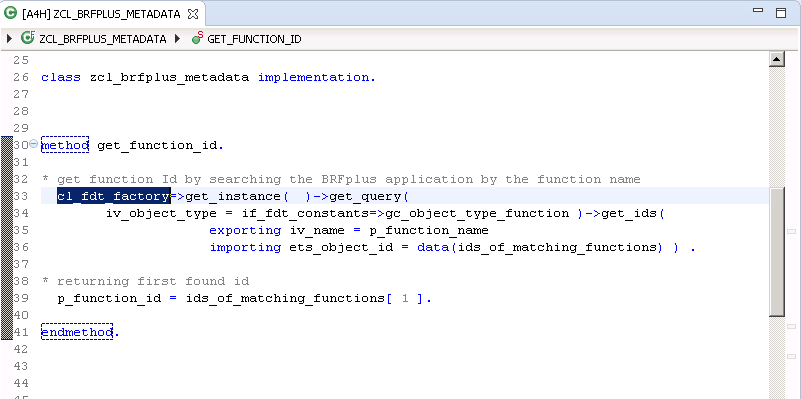 [A4H] ZCL_BRFPLUS_METADATA
ZCL_BRFPLUS_METADATA GET_FUNCTION_ID
25
26 class zcl_brfplus_metadata implementation.
27
28
29
30 method get_function_id.
31
32 * get function Id by searching the BRFplus application by the function name
33 cl_fdt_factory=>get_instance(  )->get_query(
34 iv_object_type = if_fdt_constants=>gc_object_type_function )->get_ids(
35 exporting iv_name = p_function_name
36 importing ets_object_id = data(ids_of_matching_functions) ) .
37
38 * returning first found id
39 p_function_id = ids_of_matching_functions[ 1 ].
40
41 endmethod.
42
43
44